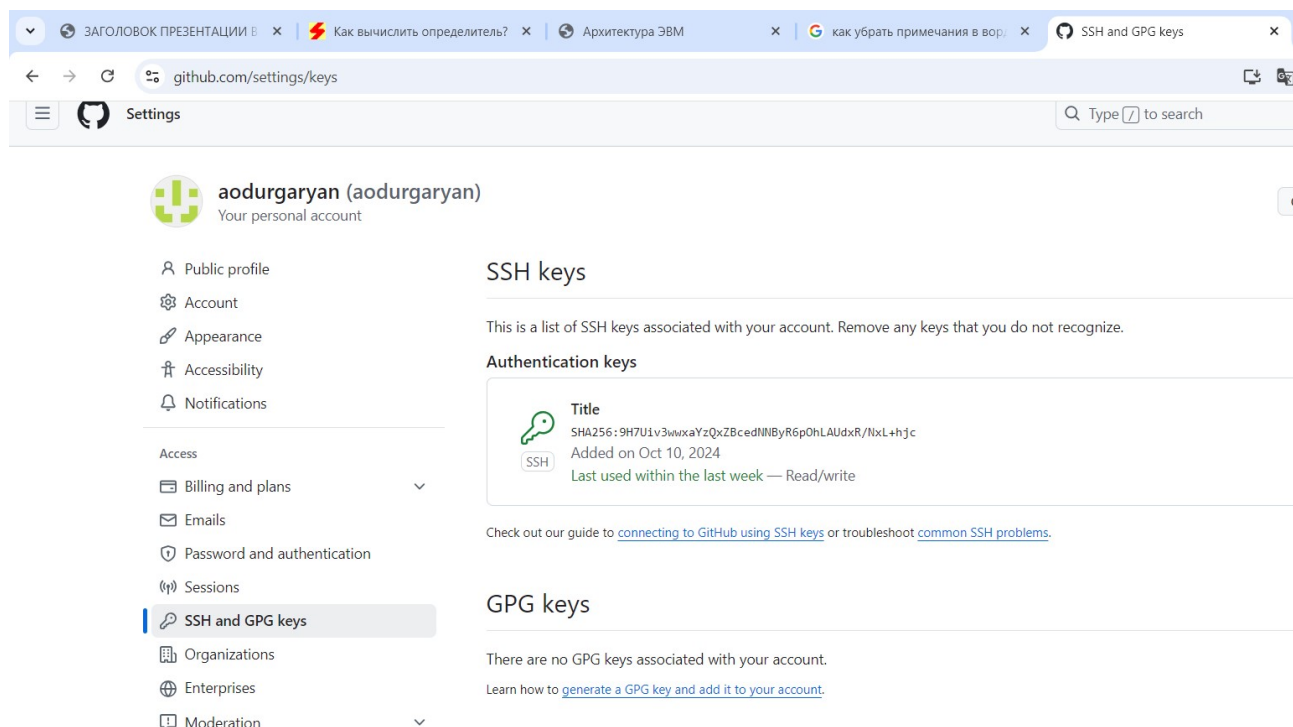 ЗАГОЛОВОК ПРЕЗЕНТАЦИИ В
Как вычислить определитель?
Архитектура ЭВМ
как убрать примечания в вор
SSH and GPG keys
github.com/settings/keys
Settings
Type / to search
aodurgaryan (aodurgaryan)
Your personal account
Public profile
Account
Appearance
Accessibility
Notifications
Access
Billing and plans
Emails
Password and authentication
Sessions
SSH and GPG keys
Organizations
Enterprises
Moderation
SSH keys
This is a list of SSH keys associated with your account. Remove any keys that you do not recognize.
Authentication keys
Title
SHA256:9H7Uiv3wwxaYzQxZBcedNNByR6pOhLAUdxR/NxL+hjc
Added on Oct 10, 2024
SSH
Last used within the last week — Read/write
Check out our guide to connecting to GitHub using SSH keys or troubleshoot common SSH problems.
GPG keys
There are no GPG keys associated with your account.
Learn how to generate a GPG key and add it to your account.